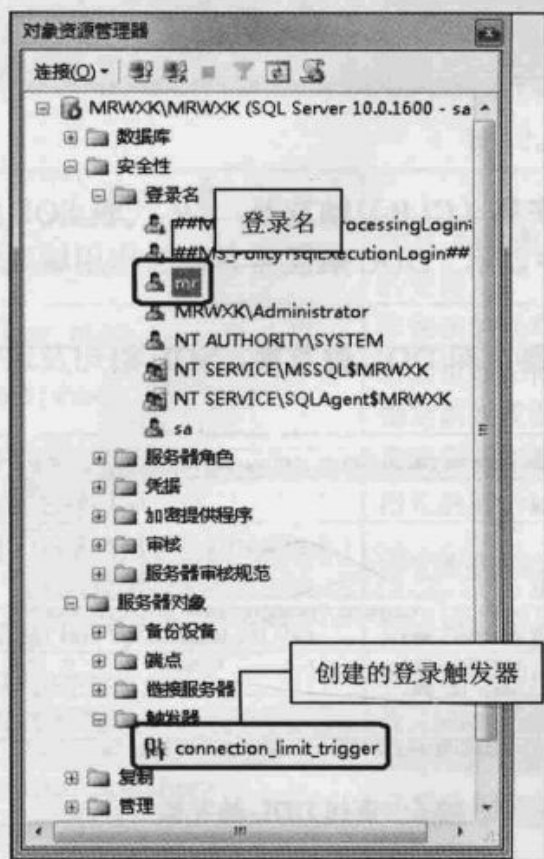 对象资源管理器
连接(O)
MRWXK\MRWXK (SQL Server 10.0.1600 - sa
数据库
安全性
登录名
登录名
##M ocessingLogin
##MS_PolicyTsqlExecutionLogin##
mr
MRWXK\Administrator
NT AUTHORITY\SYSTEM
NT SERVICE\MSSQL$MRWXK
NT SERVICE\SQLAgent$MRWXK
sa
服务器角色
凭据
加密提供程序
审核
服务器审核规范
服务器对象
备份设备
端点
链接服务器
创建的登录触发器
触发器
connection_limit_trigger
复制
管理